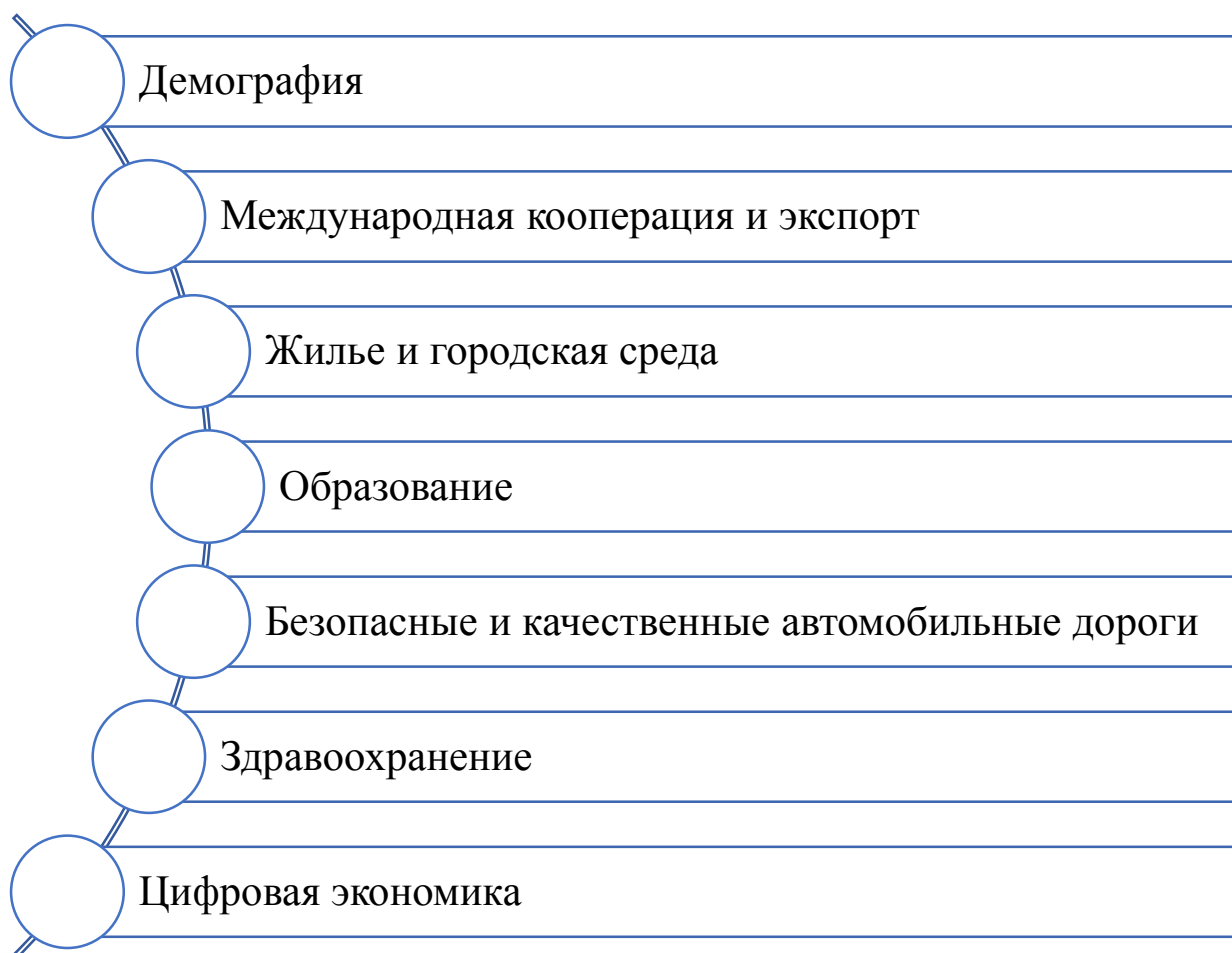 Демография
Международная кооперация и экспорт
Жилье и городская среда
Образование
Безопасные и качественные автомобильные дороги
Здравоохранение
Цифровая экономика